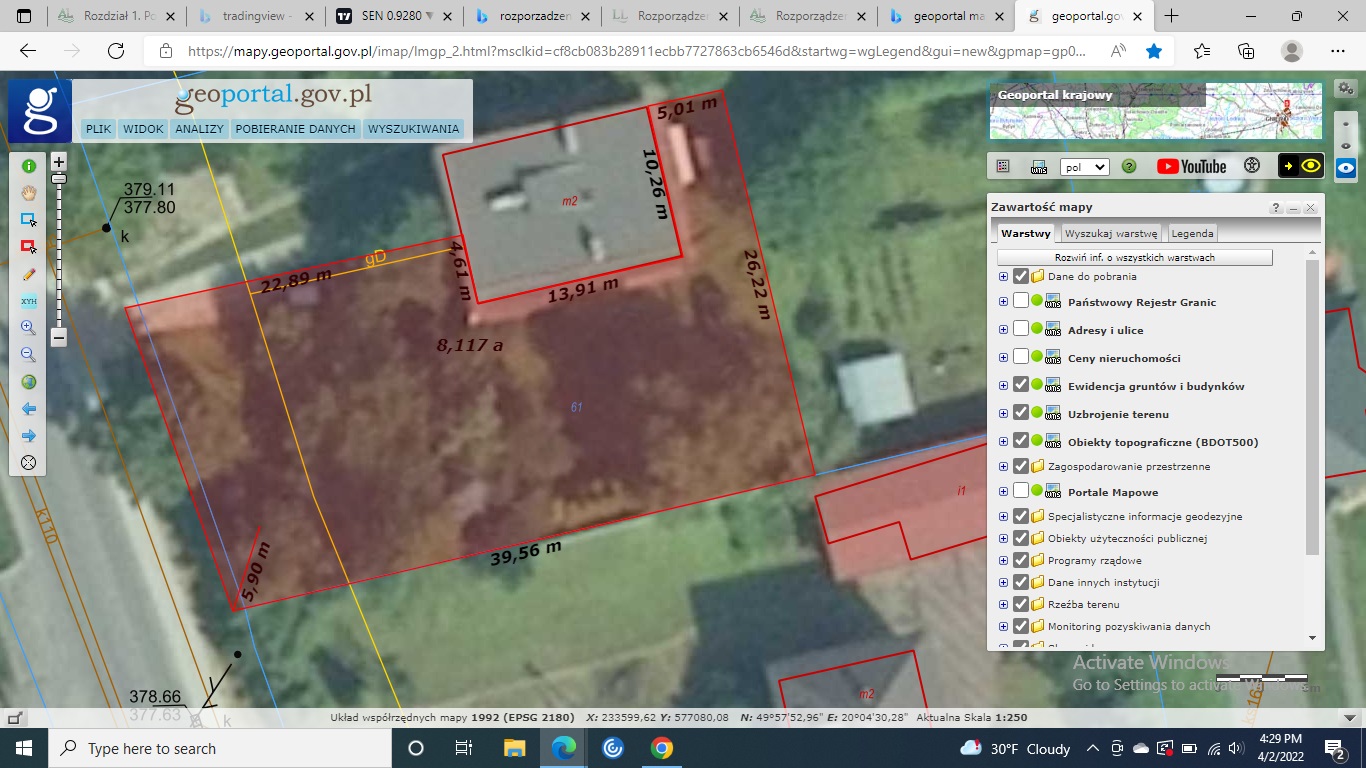 Rozdział 1. Po
tradingview -
SEN 0.9280
rozporzadzen
Rozporządzen
Rozporządzen
geoportal ma
geoportal.gov
https://mapy.geoportal.gov.pl/imap/Imgp_2.html?msclkid=cf8cb083b28911ecbb7727863cb6546d&startwg=wgLegend&gui=new&gpmap=gp0...
geoportal.gov.pl
PLIK WIDOK ANALIZY POBIERANIE DANYCH WYSZUKIWANIA
Geoportal krajowy
pol
YouTube
Zawartość mapy
Warstwy
Wyszukaj warstwę
Legenda
Rozwiń inf. o wszystkich warstwach
Dane do pobrania
Państwowy Rejestr Granic
Adresy i ulice
Ceny nieruchomości
Ewidencja gruntów i budynków
Uzbrojenie terenu
Obiekty topograficzne (BDOT500)
Zagospodarowanie przestrzenne
Portale Mapowe
Specjalistyczne informacje geodezyjne
Obiekty użyteczności publicznej
Programy rządowe
Dane innych instytucji
Rzeźba terenu
Monitoring pozyskiwania danych
XYH
5,01 m
10,26 m
m2
379.11
377.80
k
gD
22,89 m
4,61 m
13,91 m
26,22 m
8,117 a
61
i1
k110
5,90 m
39,56 m
378.66
377.63
k
m2
Activate Windows
Go to Settings to activate Windows.
Układ współrzędnych mapy 1992 (EPSG 2180) X: 233599,62 Y: 577080,08 N: 49°57'52,96" E: 20°04'30,28" Aktualna Skala 1:250
Type here to search
30°F Cloudy
4:29 PM
4/2/2022
2